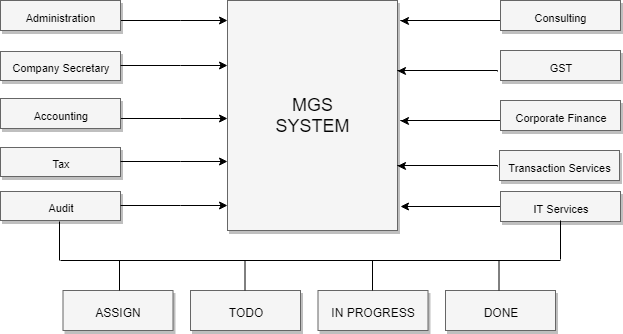 Administration
Company Secretary
Accounting
Tax
Audit
MGS
SYSTEM
Consulting
GST
Corporate Finance
Transaction Services
IT Services
ASSIGN
TODO
IN PROGRESS
DONE